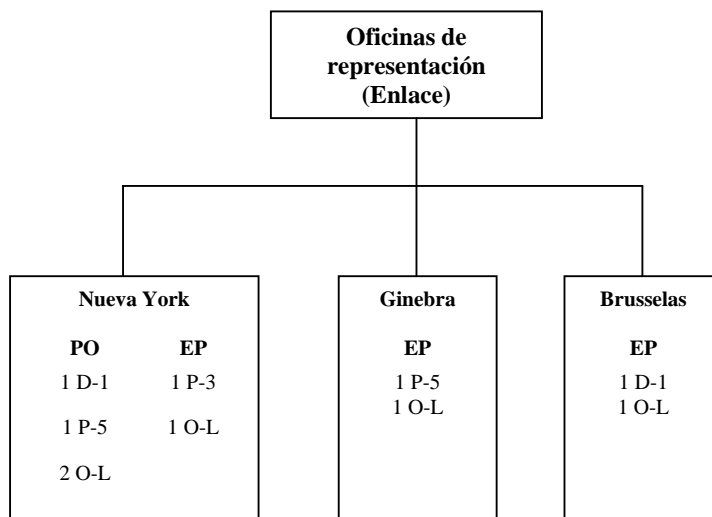 Oficinas de
representación
(Enlace)
Nueva York
PO EP
1 D-1 1 P-3
1 P-5 1 O-L
2 O-L
Ginebra
EP
1 P-5
1 O-L
Brusselas
EP
1 D-1
1 O-L